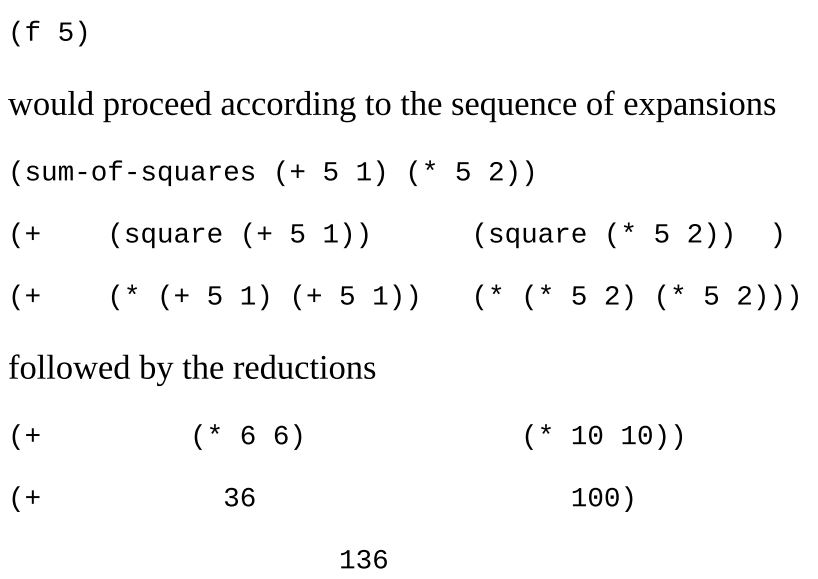 (f 5)
would proceed according to the sequence of expansions
(sum-of-squares (+ 5 1) (* 5 2))
(+    (square (+ 5 1))      (square (* 5 2))  )
(+    (* (+ 5 1) (+ 5 1))   (* (* 5 2) (* 5 2)))
followed by the reductions
(+         (* 6 6)             (* 10 10))
(+           36                   100)
                    136